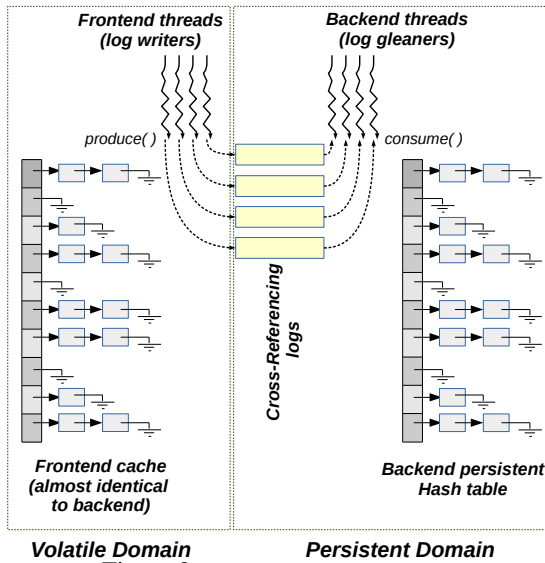 Frontend threads
(log writers)
Backend threads
(log gleaners)
produce( )
consume( )
Cross-Referencing
logs
Frontend cache
(almost identical
to backend)
Backend persistent
Hash table
Volatile Domain
Persistent Domain